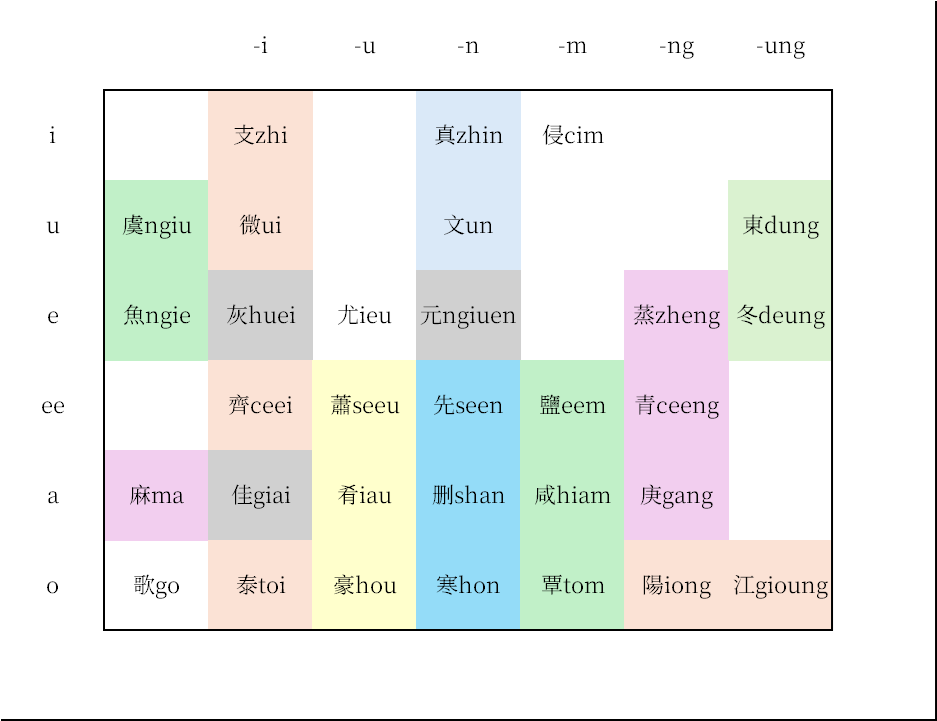 -i -u -n -m -ng -ung
i 支zhi 真zhin 侵cim
u 虞ngiu 微ui 文un 東dung
e 魚ngie 灰huei 尤ieu 元ngiuen 蒸zheng 冬deung
ee 齊ceei 蕭seeu 先seen 鹽eem 青ceeng
a 麻ma 佳giai 肴iau 刪shan 咸hiam 庚gang
o 歌go 泰toi 豪hou 寒hon 覃tom 陽iong 江gioung